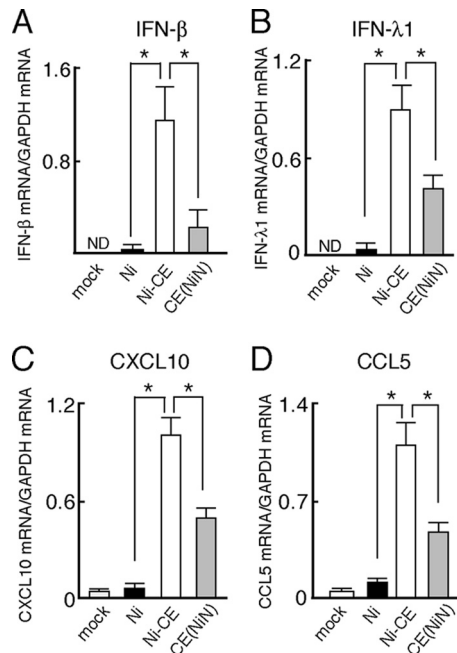 A
IFN-β
IFN-β mRNA/GAPDH mRNA
1.6
0.8
0
*
*
ND
mock
Ni
Ni-CE
CE(NiN)
B
IFN-λ1
IFN-λ1 mRNA/GAPDH mRNA
1.2
0.6
0
*
*
ND
mock
Ni
Ni-CE
CE(NiN)
C
CXCL10
CXCL10 mRNA/GAPDH mRNA
1.2
0.6
0
*
*
mock
Ni
Ni-CE
CE(NiN)
D
CCL5
CCL5 mRNA/GAPDH mRNA
1.4
0.7
0
*
*
mock
Ni
Ni-CE
CE(NiN)